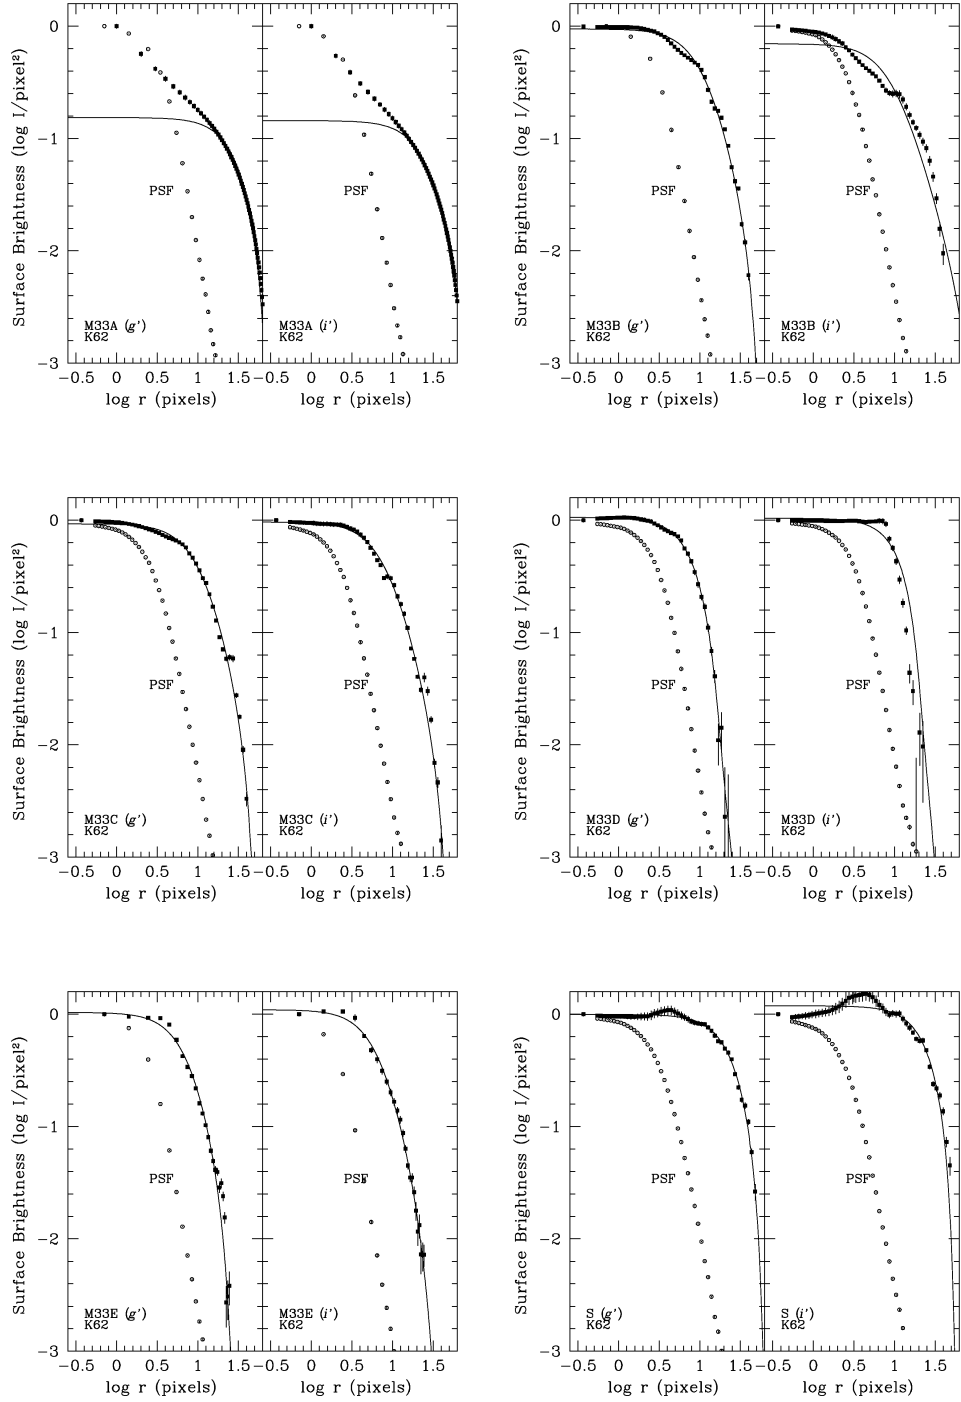 Surface Brightness (log I/pixel²)
0
−1
−2
−3
PSF
PSF
M33A (g′)
K62
M33A (i′)
K62
−0.5 0 0.5 1 1.5 −0.5 0 0.5 1 1.5
log r (pixels)
log r (pixels)
Surface Brightness (log I/pixel²)
0
−1
−2
−3
PSF
PSF
M33B (g′)
K62
M33B (i′)
K62
−0.5 0 0.5 1 1.5 −0.5 0 0.5 1 1.5
log r (pixels)
log r (pixels)
Surface Brightness (log I/pixel²)
0
−1
−2
−3
PSF
PSF
M33C (g′)
K62
M33C (i′)
K62
−0.5 0 0.5 1 1.5 −0.5 0 0.5 1 1.5
log r (pixels)
log r (pixels)
Surface Brightness (log I/pixel²)
0
−1
−2
−3
PSF
PSF
M33D (g′)
K62
M33D (i′)
K62
−0.5 0 0.5 1 1.5 −0.5 0 0.5 1 1.5
log r (pixels)
log r (pixels)
Surface Brightness (log I/pixel²)
0
−1
−2
−3
PSF
PSF
M33E (g′)
K62
M33E (i′)
K62
−0.5 0 0.5 1 1.5 −0.5 0 0.5 1 1.5
log r (pixels)
log r (pixels)
Surface Brightness (log I/pixel²)
0
−1
−2
−3
PSF
PSF
S (g′)
K62
S (i′)
K62
−0.5 0 0.5 1 1.5 −0.5 0 0.5 1 1.5
log r (pixels)
log r (pixels)